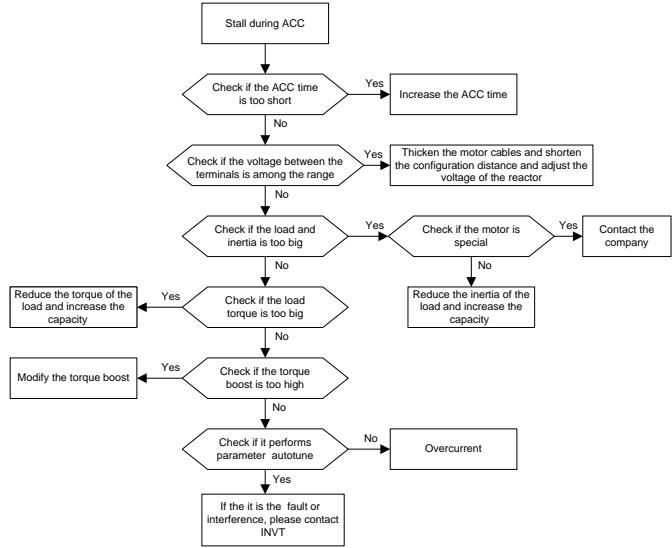 Stall during ACC
Check if the ACC time
is too short
Yes
Increase the ACC time
No
Check if the voltage between the
terminals is among the range
Yes
Thicken the motor cables and shorten
the configuration distance and adjust the
voltage of the reactor
No
Check if the load and
inertia is too big
Yes
Check if the motor is
special
Yes
Contact the
company
No
No
Reduce the torque of the
load and increase the
capacity
Yes
Check if the load
torque is too big
Reduce the inertia of the
load and increase the
capacity
No
Modify the torque boost
Yes
Check if the torque
boost is too high
No
Check if it performs
parameter autotune
No
Overcurrent
Yes
If the it is the fault or
interference, please contact
INVT